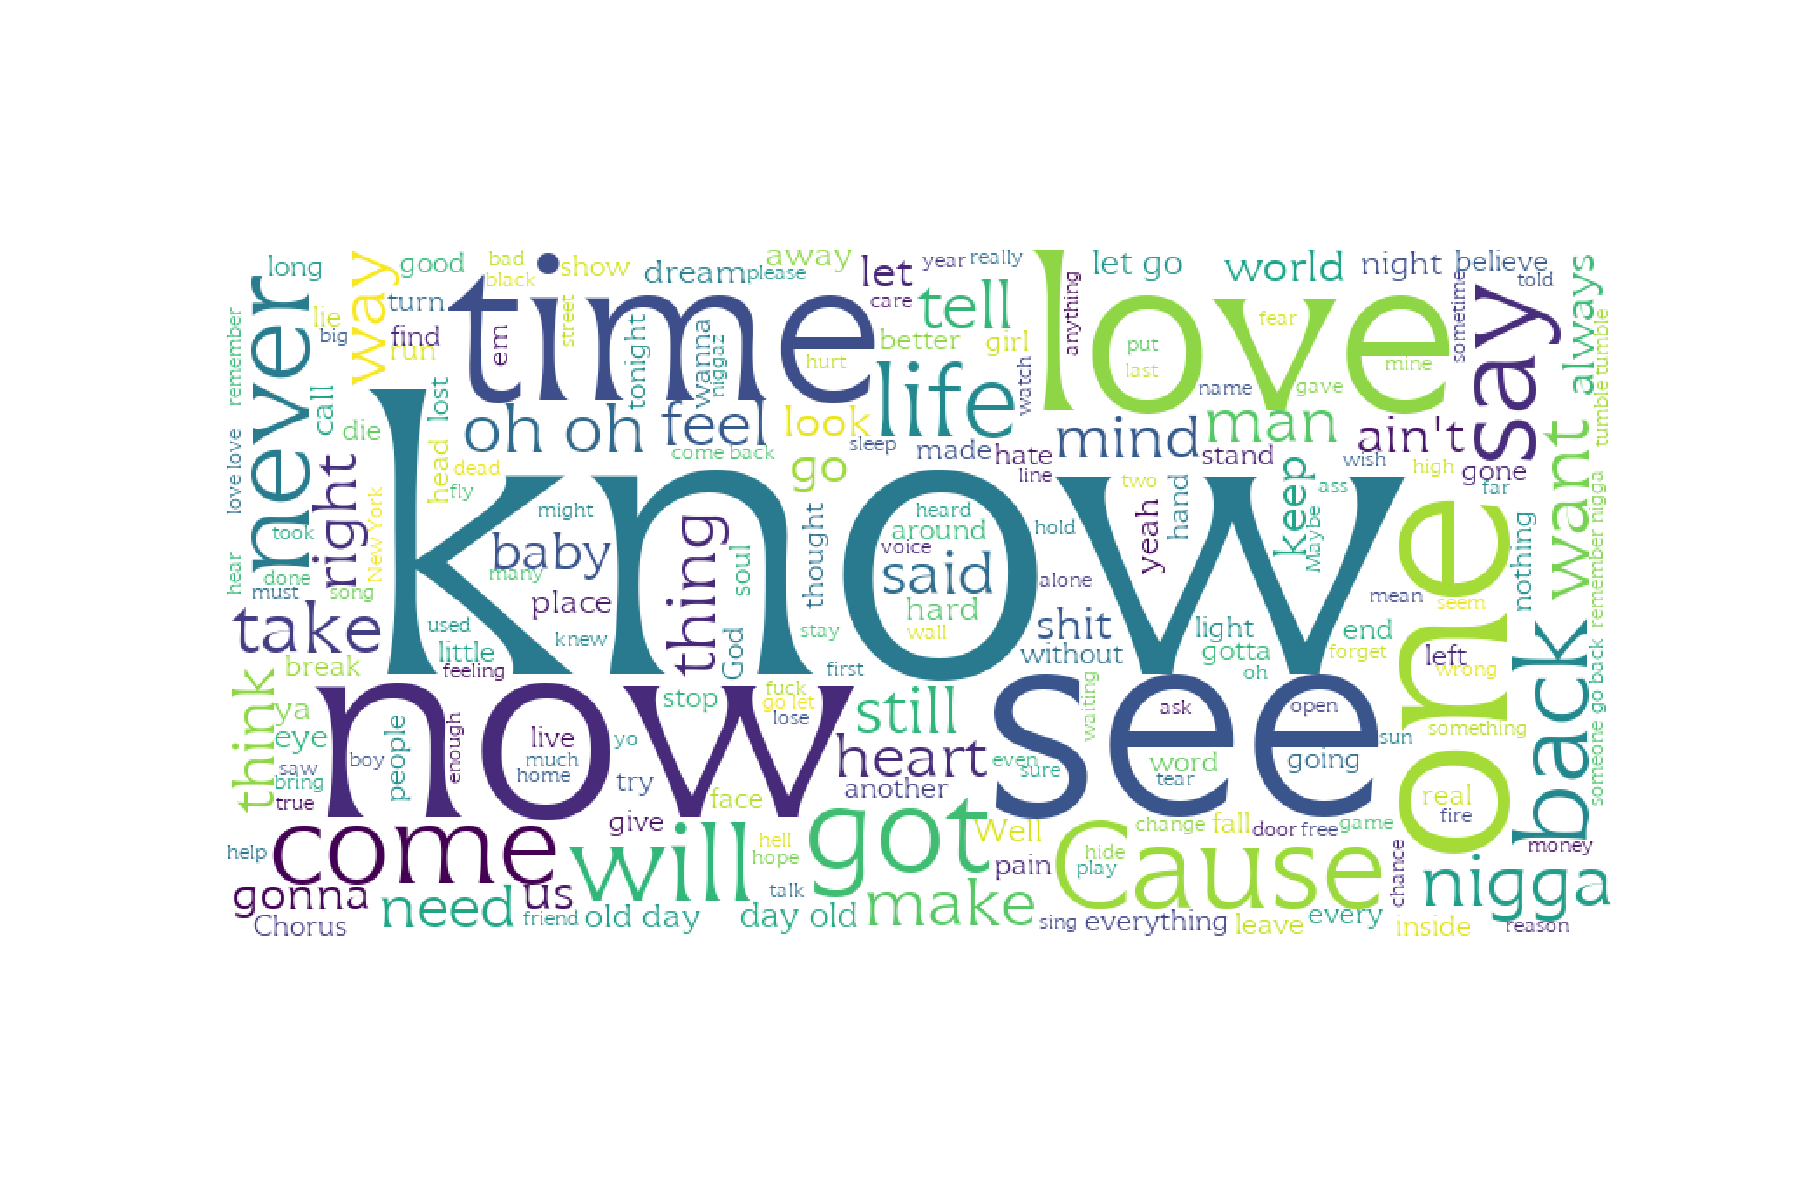 long
way
good
bad
black
show
dream
please
away
let
year
really
let go
world
night
believe
told
always
remember
never
lie
big
turn
find
run
time
em
street
tonight
wanna
niggaz
hurt
care
tell
better
girl
anything
love
fear
put
last
name
gave
mine
sometime
say
tumble tumble
call
die
lost
oh oh
feel
look
life
watch
mind
man
ain't
love love
right
head
dead
fly
come back
go
sleep
made
hate
line
stand
wish
high
gone
want
took
New York
know
might
baby
many
thing
soul
thought
heard
around
voice
said
hard
wall
hold
alone
two
yeah
hand
keep
Maybe
ass
far
one
nothing
remember nigga
hear
done
must
song
take
used
little
feeling
place
knew
God
stay
first
shit
without
light
gotta
oh
mean
seem
end
forget
left
wrong
back
someone go back
break
think
ya
eye
saw
bring
true
now
boy
people
enough
live
much
home
yo
try
stop
fuck
go let
lose
face
still
heart
another
even
sure
see
waiting
ask
open
word
tear
going
sun
something
real
fire
help
come
gonna
us
Chorus
need
give
will
friend
old day
hell
hope
talk
day old
got
make
Well
pain
sing
Cause
hide
play
change
fall
door
free
game
chance
everything
leave
every
inside
nigga
money
reason